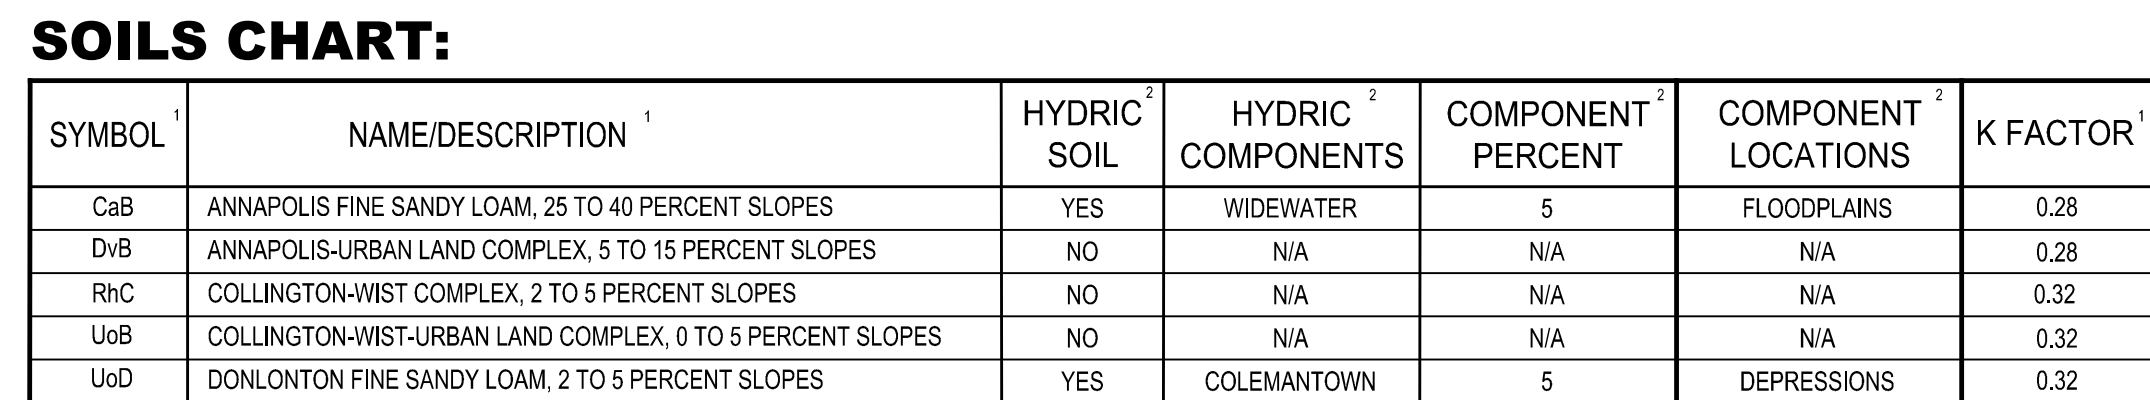 SOILS CHART:
SYMBOL 1 NAME/DESCRIPTION 1 HYDRIC SOIL 2 HYDRIC COMPONENTS 2 COMPONENT PERCENT 2 COMPONENT LOCATIONS 2 K FACTOR 1
CaB ANNAPOLIS FINE SANDY LOAM, 25 TO 40 PERCENT SLOPES YES WIDEWATER 5 FLOODPLAINS 0.28
DvB ANNAPOLIS-URBAN LAND COMPLEX, 5 TO 15 PERCENT SLOPES NO N/A N/A N/A 0.28
RhC COLLINGTON-WIST COMPLEX, 2 TO 5 PERCENT SLOPES NO N/A N/A N/A 0.32
UoB COLLINGTON-WIST-URBAN LAND COMPLEX, 0 TO 5 PERCENT SLOPES NO N/A N/A N/A 0.32
UoD DONLONTON FINE SANDY LOAM, 2 TO 5 PERCENT SLOPES YES COLEMANTOWN 5 DEPRESSIONS 0.32